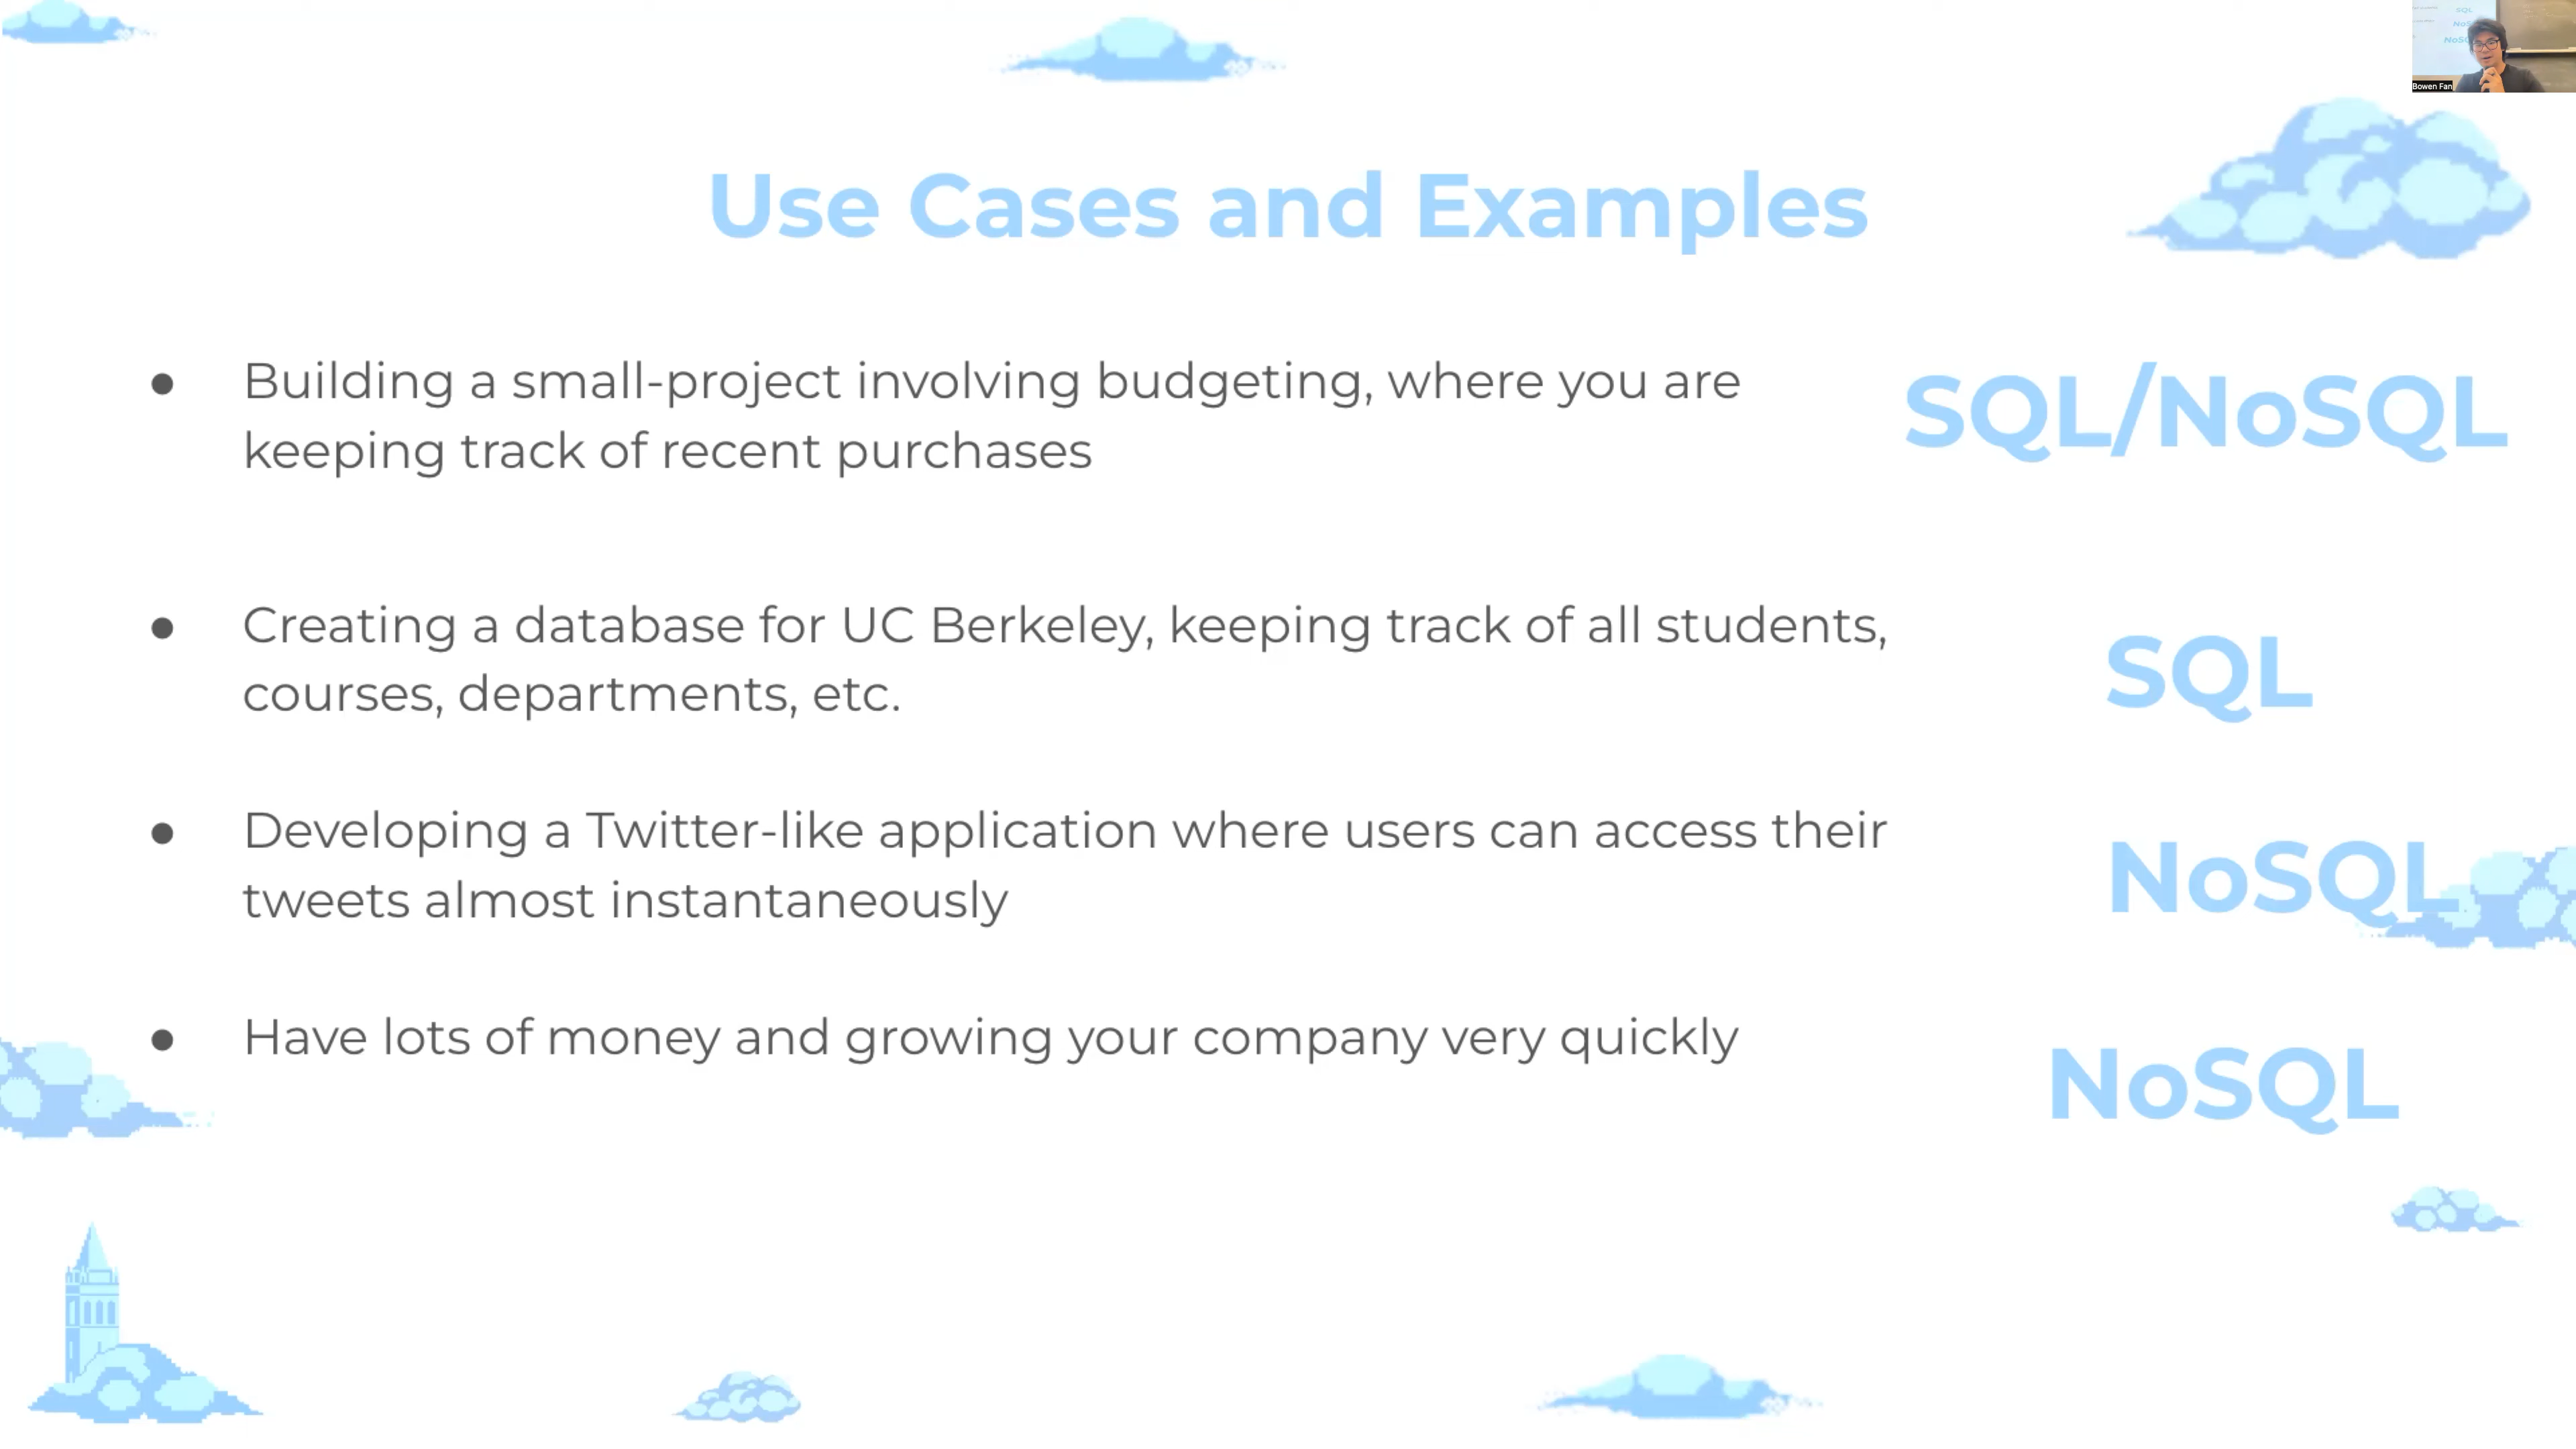 Bowen Fan
Use Cases and Examples
● Building a small-project involving budgeting, where you are
keeping track of recent purchases
SQL/NoSQL
● Creating a database for UC Berkeley, keeping track of all students,
courses, departments, etc.
SQL
● Developing a Twitter-like application where users can access their
tweets almost instantaneously
NoSQL
● Have lots of money and growing your company very quickly
NoSQL